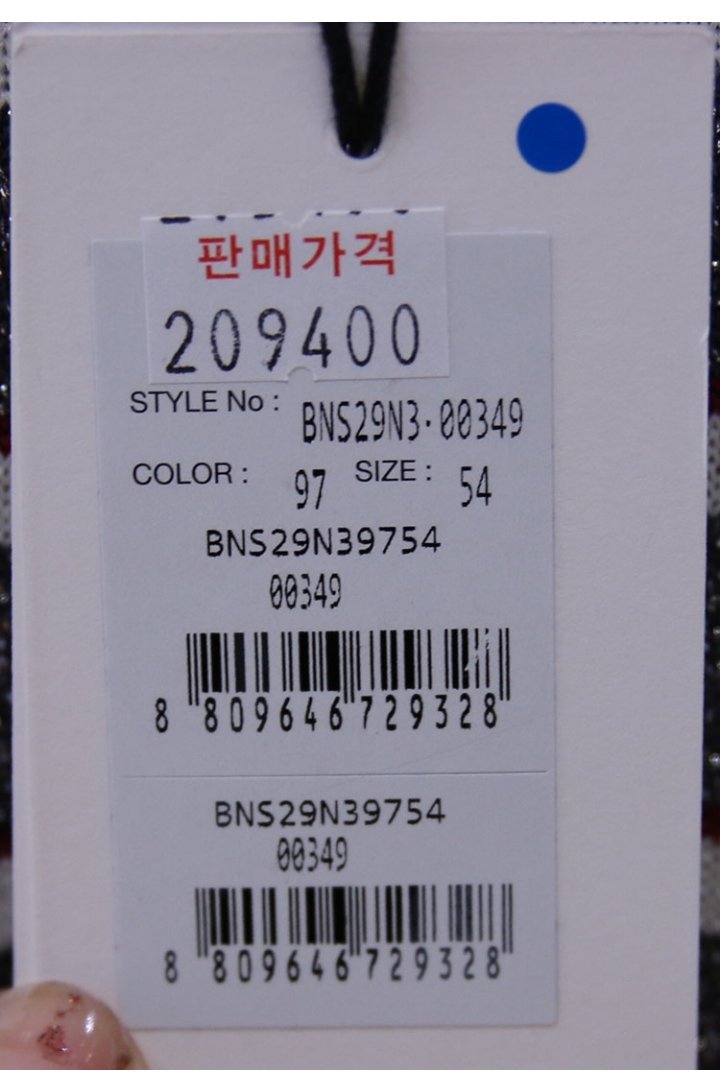 판매가격
209400
STYLE No : BNS29N3-00349
COLOR : 97 SIZE : 54
BNS29N39754
00349
8 809646 729328
BNS29N39754
00349
8 809646 729328